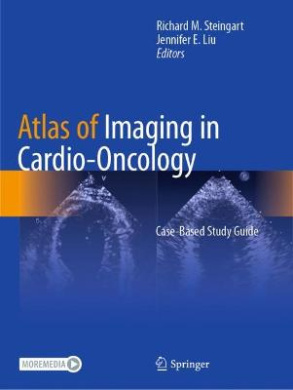 Richard M. Steingart
Jennifer E. Liu
Editors
Atlas of Imaging in
Cardio-Oncology
V
Case-Based Study Guide
MOREMEDIA
Springer